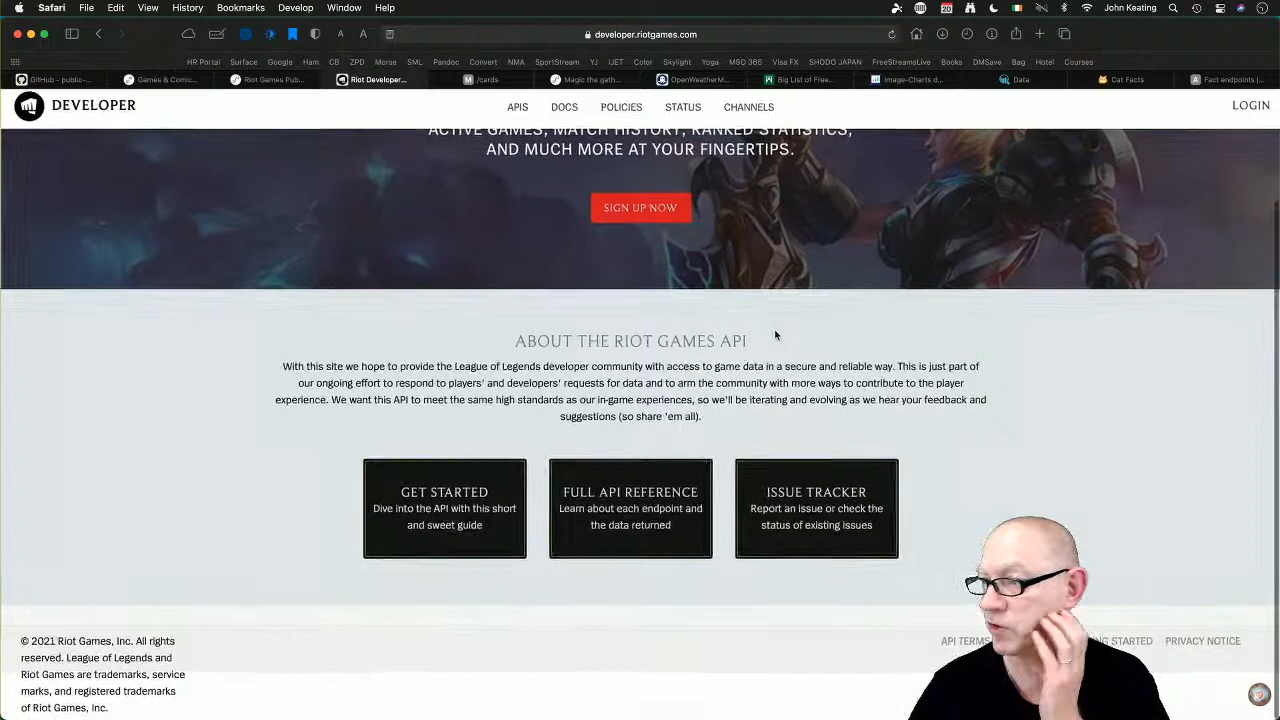 Safari File Edit View History Bookmarks Develop Window Help
20
John Keating
developer.riotgames.com
HR Portal Surface Google Ham CB ZPD Morse SML Pandoc Convert NMA SportStream YJ IJET Color Skylight Yoga MSO 365 Visa FX SHODO JAPAN FreeStreamLive Books DMSave Bag Hotel Courses
GitHub – public-... Games & Comic... Riot Games Pub... Riot Developer... /cards Magic the gath... OpenWeatherM... Big List of Free... Image-Charts d... Data Cat Facts Fact endpoints |...
DEVELOPER
APIS DOCS POLICIES STATUS CHANNELS
LOGIN
ACTIVE GAMES, MATCH HISTORY, RANKED STATISTICS,
AND MUCH MORE AT YOUR FINGERTIPS.
SIGN UP NOW
ABOUT THE RIOT GAMES API
With this site we hope to provide the League of Legends developer community with access to game data in a secure and reliable way. This is just part of
our ongoing effort to respond to players' and developers' requests for data and to arm the community with more ways to contribute to the player
experience. We want this API to meet the same high standards as our in-game experiences, so we'll be iterating and evolving as we hear your feedback and
suggestions (so share 'em all).
GET STARTED
Dive into the API with this short
and sweet guide
FULL API REFERENCE
Learn about each endpoint and
the data returned
ISSUE TRACKER
Report an issue or check the
status of existing issues
© 2021 Riot Games, Inc. All rights
reserved. League of Legends and
Riot Games are trademarks, service
marks, and registered trademarks
of Riot Games, Inc.
API TERMS
STARTED
PRIVACY NOTICE